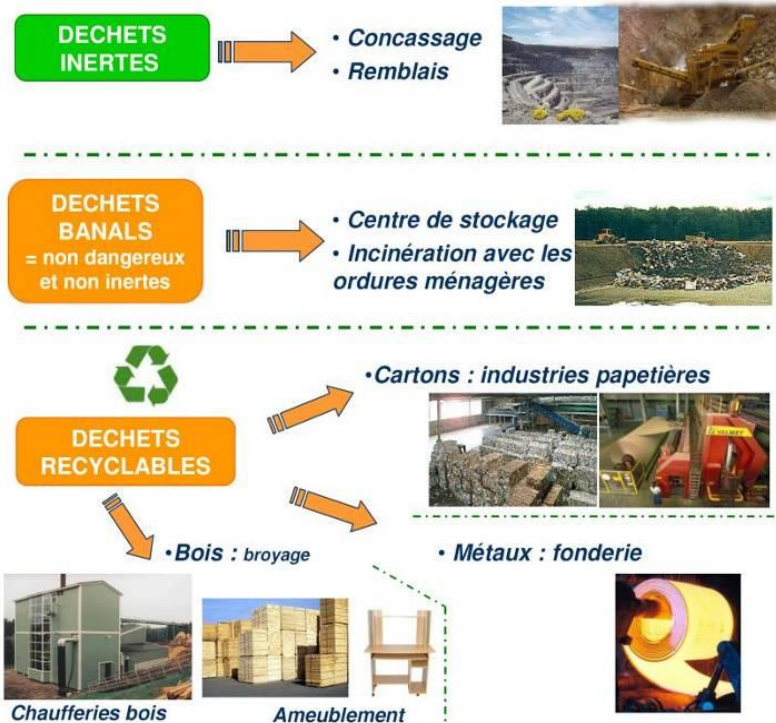 DECHETS
INERTES
• Concassage
• Remblais
DECHETS
BANALS
= non dangereux
et non inertes
• Centre de stockage
• Incinération avec les
ordures ménagères
•Cartons : industries papetières
VALMET
DECHETS
RECYCLABLES
• Bois : broyage
• Métaux : fonderie
Chaufferies bois
Ameublement